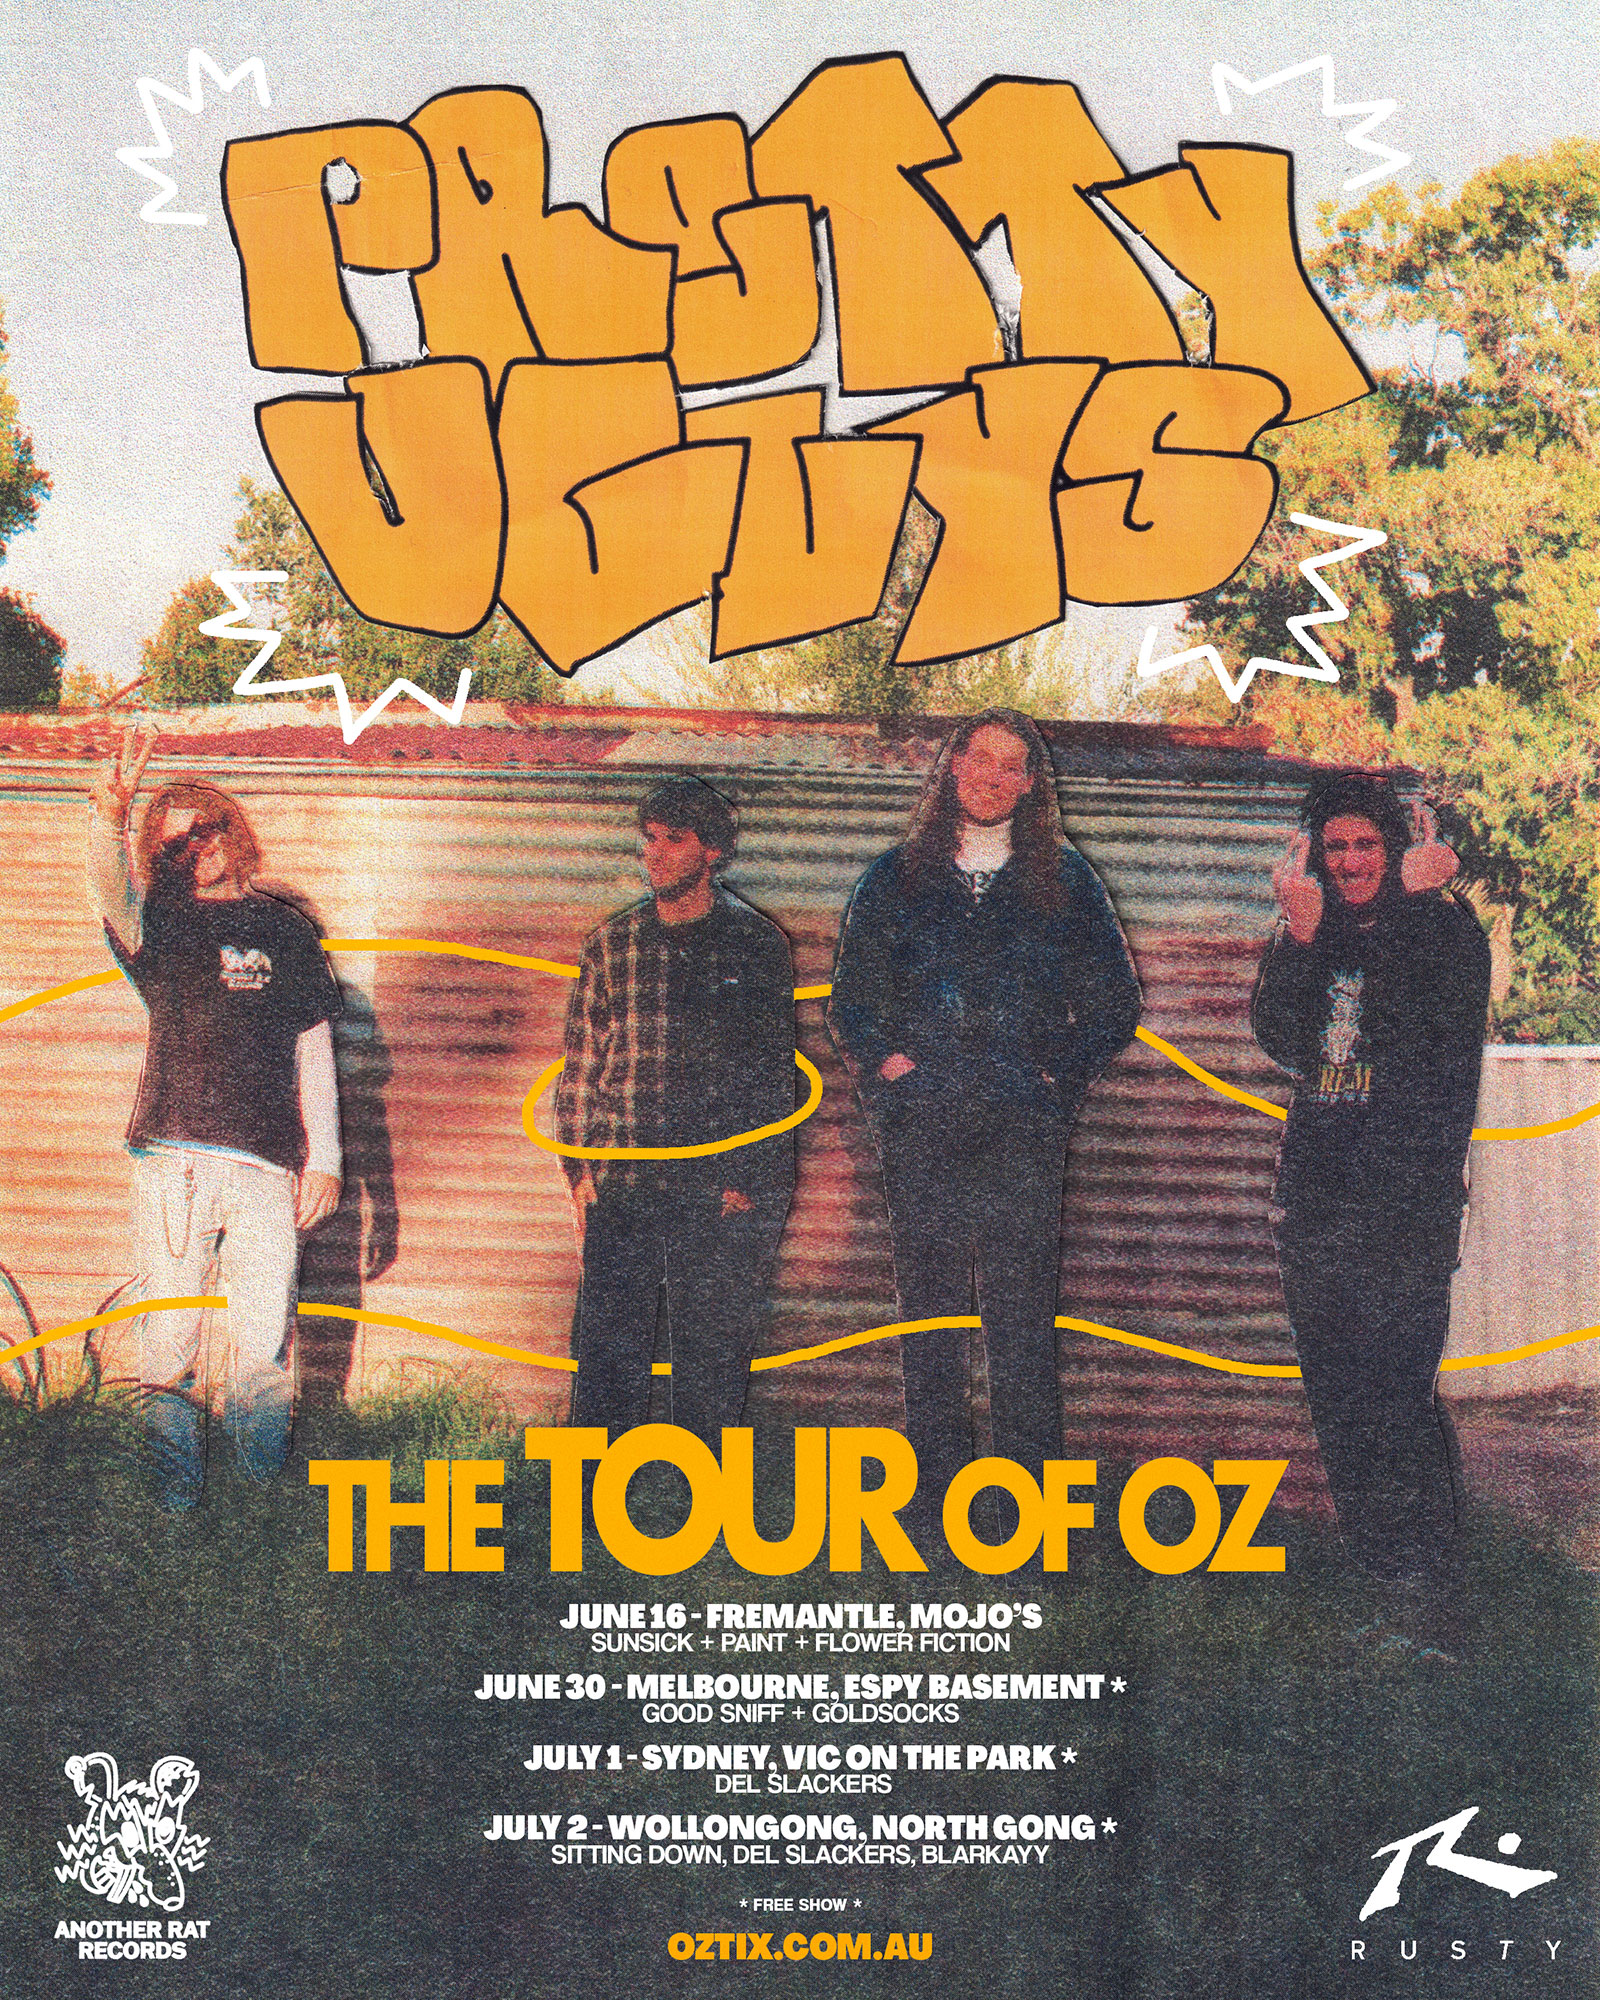 PRETTY
UGLYS
THE TOUR OF OZ
JUNE 16 - FREMANTLE, MOJO'S
SUNSICK + PAINT + FLOWER FICTION
JUNE 30 - MELBOURNE, ESPY BASEMENT *
GOOD SNIFF + GOLDSOCKS
JULY 1 - SYDNEY, VIC ON THE PARK *
DEL SLACKERS
JULY 2 - WOLLONGONG, NORTH GONG *
SITTING DOWN, DEL SLACKERS, BLARKAYY
* FREE SHOW *
OZTIX.COM.AU
ANOTHER RAT
RECORDS
RUSTY